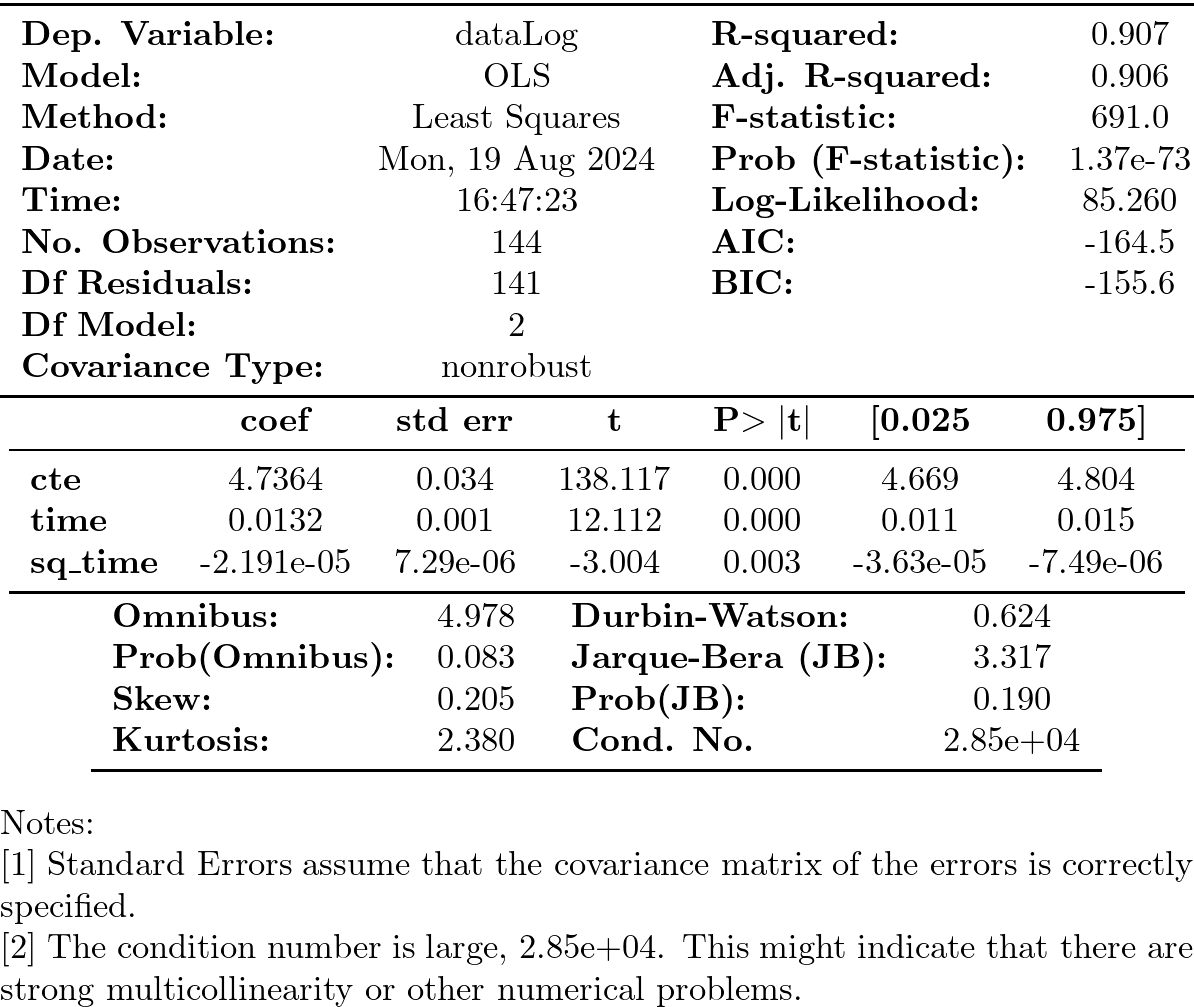 Dep. Variable: dataLog R-squared: 0.907
Model: OLS Adj. R-squared: 0.906
Method: Least Squares F-statistic: 691.0
Date: Mon, 19 Aug 2024 Prob (F-statistic): 1.37e-73
Time: 16:47:23 Log-Likelihood: 85.260
No. Observations: 144 AIC: -164.5
Df Residuals: 141 BIC: -155.6
Df Model: 2
Covariance Type: nonrobust
coef std err t P> |t| [0.025 0.975]
cte 4.7364 0.034 138.117 0.000 4.669 4.804
time 0.0132 0.001 12.112 0.000 0.011 0.015
sq_time -2.191e-05 7.29e-06 -3.004 0.003 -3.63e-05 -7.49e-06
Omnibus: 4.978 Durbin-Watson: 0.624
Prob(Omnibus): 0.083 Jarque-Bera (JB): 3.317
Skew: 0.205 Prob(JB): 0.190
Kurtosis: 2.380 Cond. No. 2.85e+04
Notes:
[1] Standard Errors assume that the covariance matrix of the errors is correctly
specified.
[2] The condition number is large, 2.85e+04. This might indicate that there are
strong multicollinearity or other numerical problems.